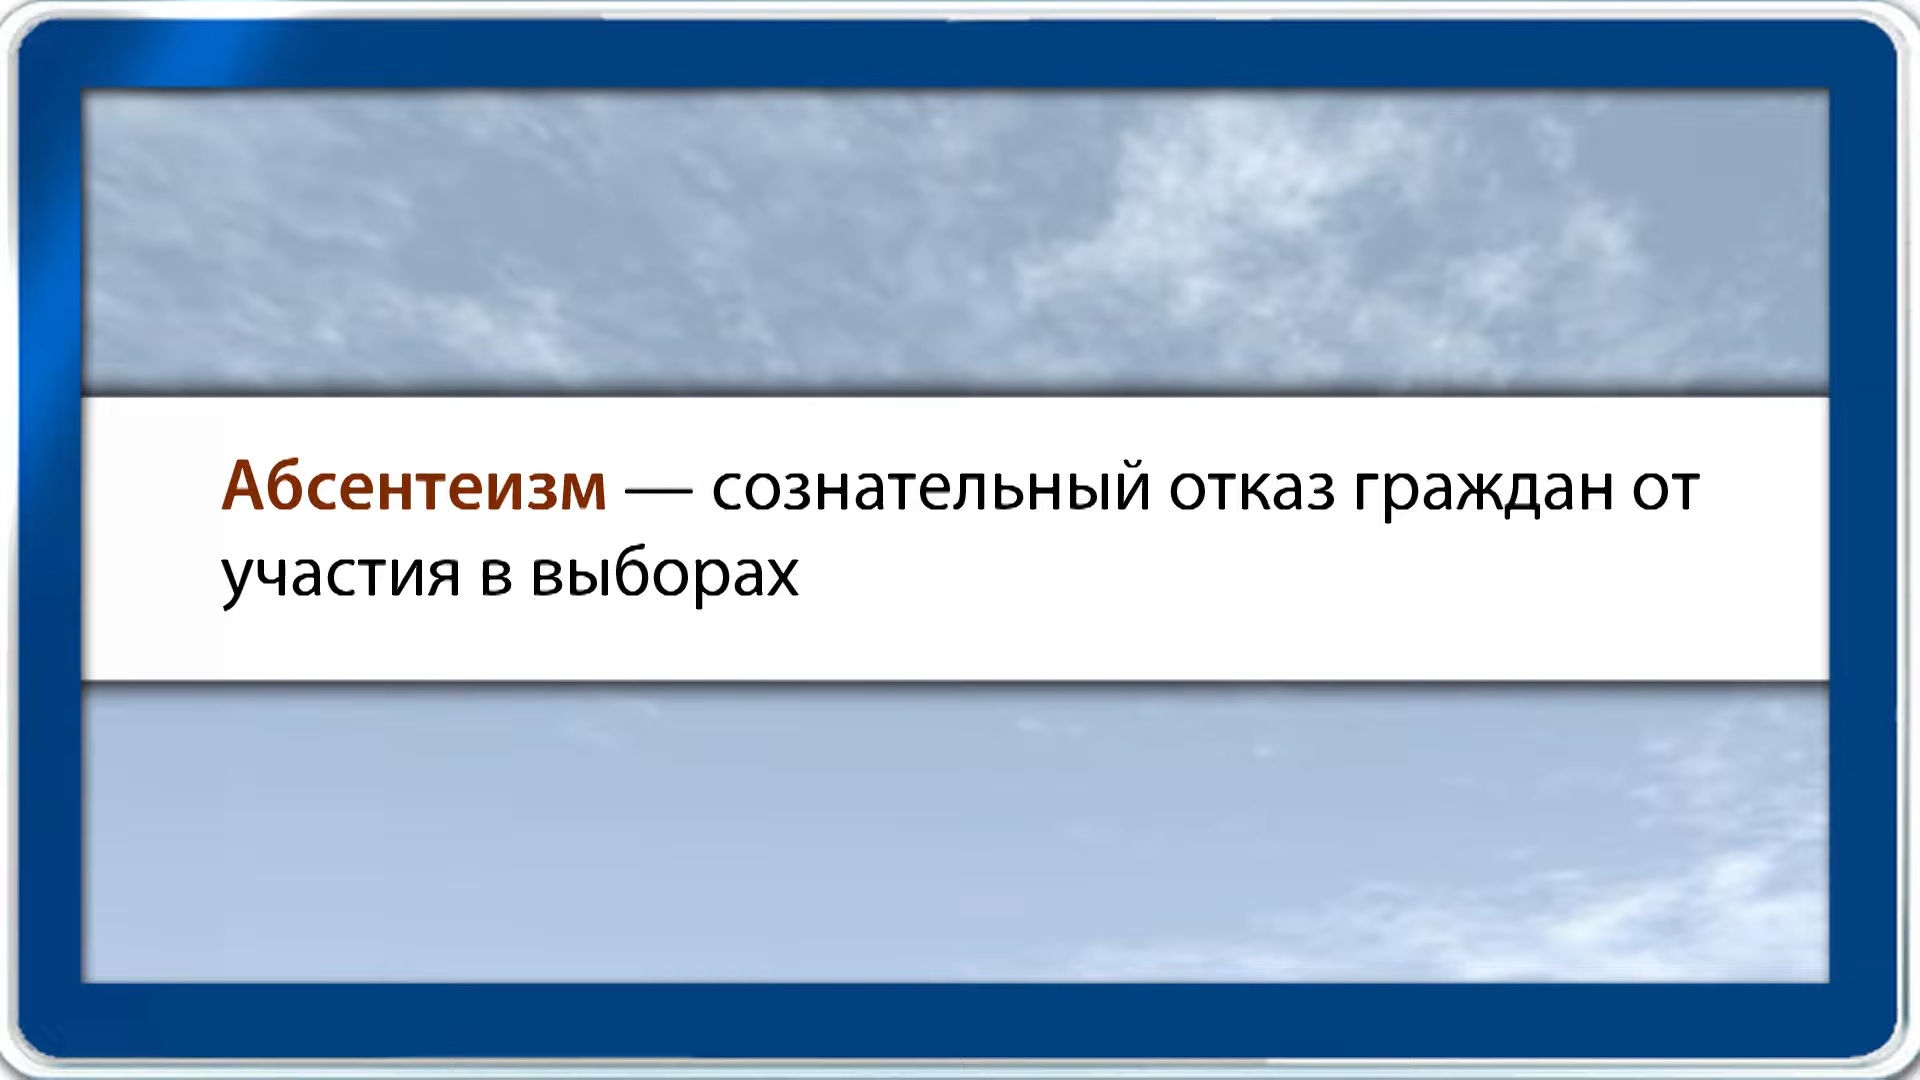 Абсентеизм — сознательный отказ граждан от
участия в выборах